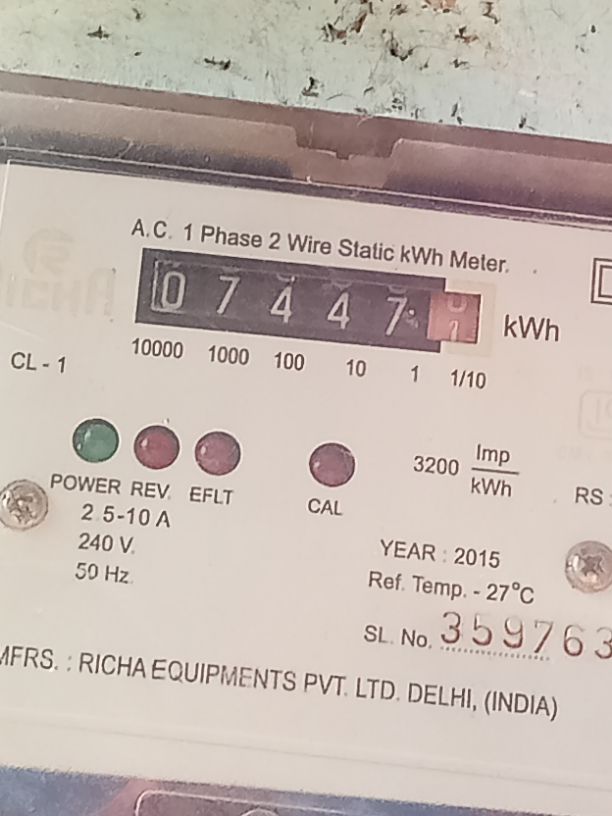 A.C. 1 Phase 2 Wire Static kWh Meter.
07447 kWh
10000 1000 100 10 1 1/10
CL - 1
3200 Imp
kWh
POWER REV. EFLT CAL
RS
2.5-10 A
240 V.
50 Hz.
YEAR : 2015
Ref. Temp. - 27°C
SL. No. 359763
MFRS. : RICHA EQUIPMENTS PVT. LTD. DELHI, (INDIA)